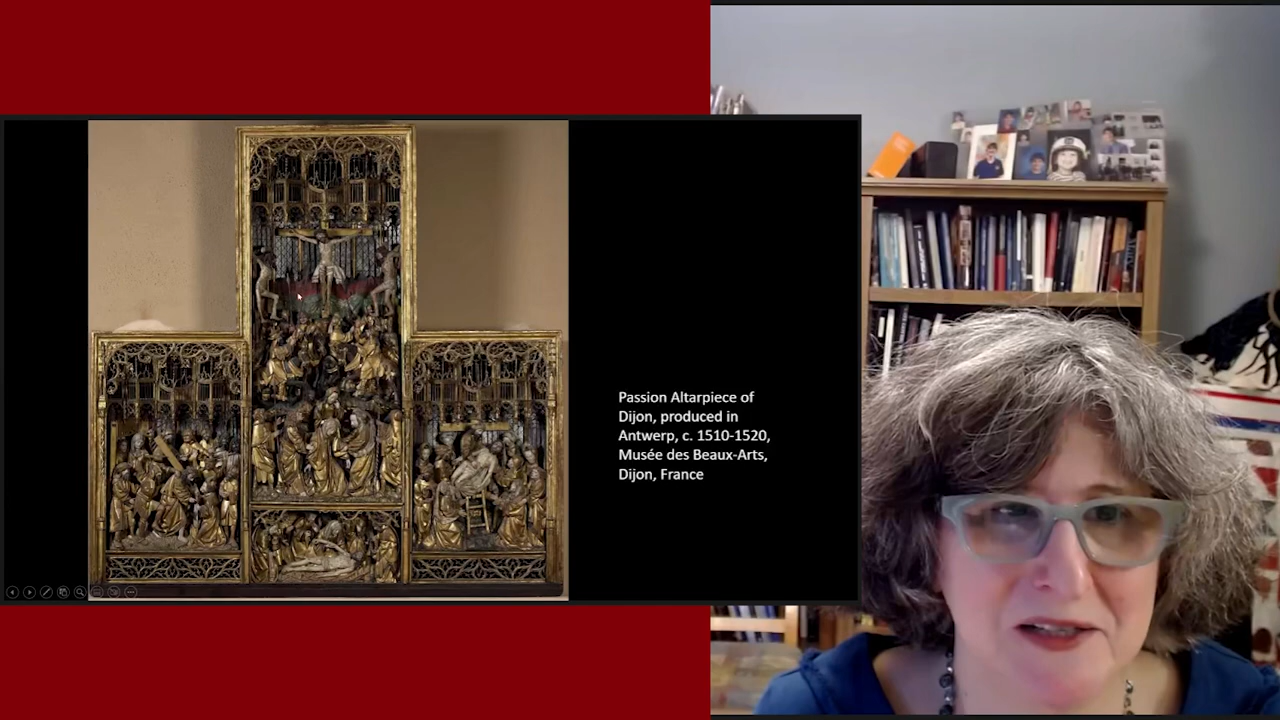 Passion Altarpiece of
Dijon, produced in
Antwerp, c. 1510-1520,
Musée des Beaux-Arts,
Dijon, France